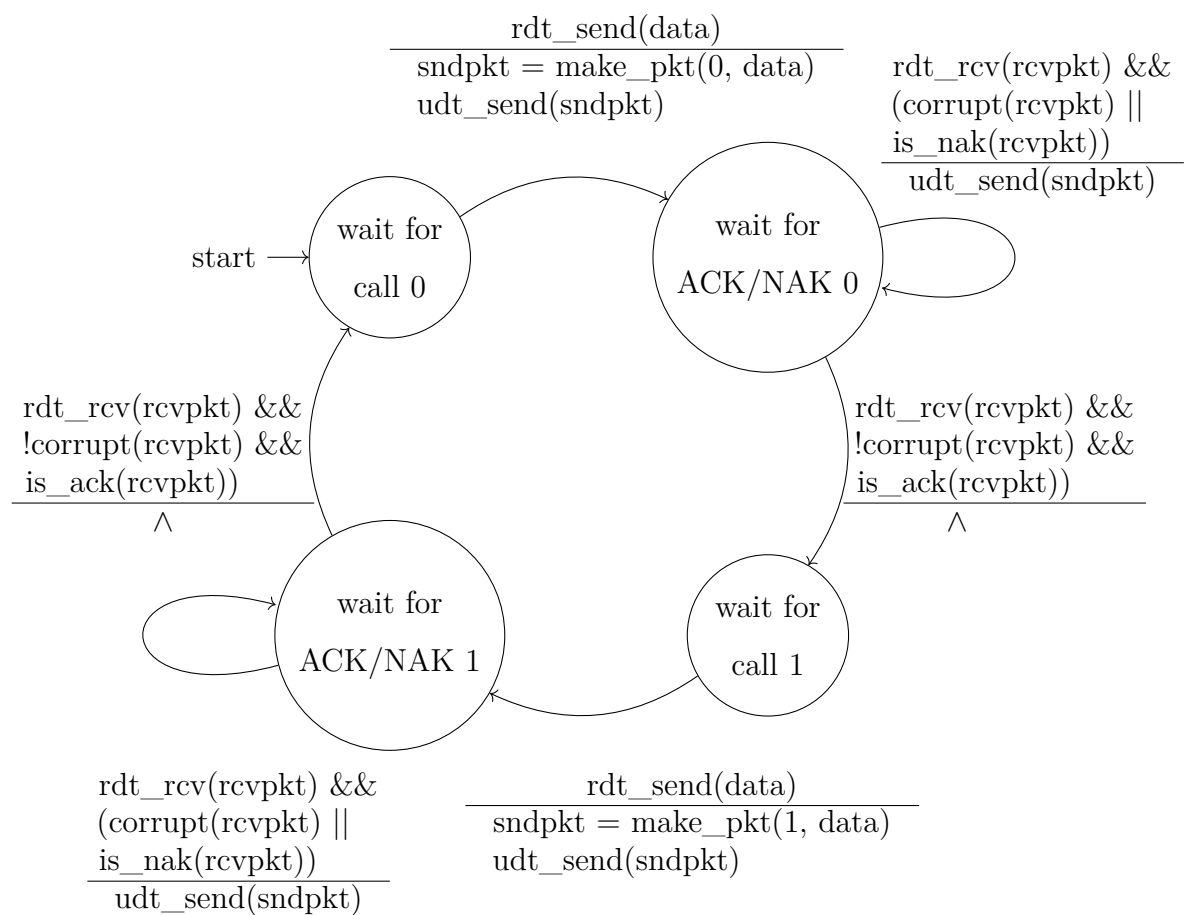 rdt_send(data)
sndpkt = make_pkt(0, data)
udt_send(sndpkt)
rdt_rcv(rcvpkt) &&
(corrupt(rcvpkt) ||
is_nak(rcvpkt))
udt_send(sndpkt)
start
wait for
call 0
wait for
ACK/NAK 0
rdt_rcv(rcvpkt) &&
!corrupt(rcvpkt) &&
is_ack(rcvpkt))
∧
rdt_rcv(rcvpkt) &&
!corrupt(rcvpkt) &&
is_ack(rcvpkt))
∧
wait for
ACK/NAK 1
wait for
call 1
rdt_rcv(rcvpkt) &&
(corrupt(rcvpkt) ||
is_nak(rcvpkt))
udt_send(sndpkt)
rdt_send(data)
sndpkt = make_pkt(1, data)
udt_send(sndpkt)